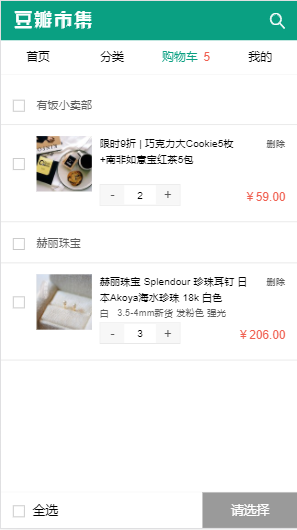 豆瓣市集
首页 分类 购物车 5 我的
有饭小卖部
限时9折 | 巧克力大Cookie5枚 删除
+南非如意宝红茶5包
- 2 + ￥59.00
赫丽珠宝
赫丽珠宝 Splendour 珍珠耳钉 日 删除
本Akoya海水珍珠 18k 白色
白 3.5-4mm新货 发粉色 强光
- 3 + ￥206.00
全选 请选择